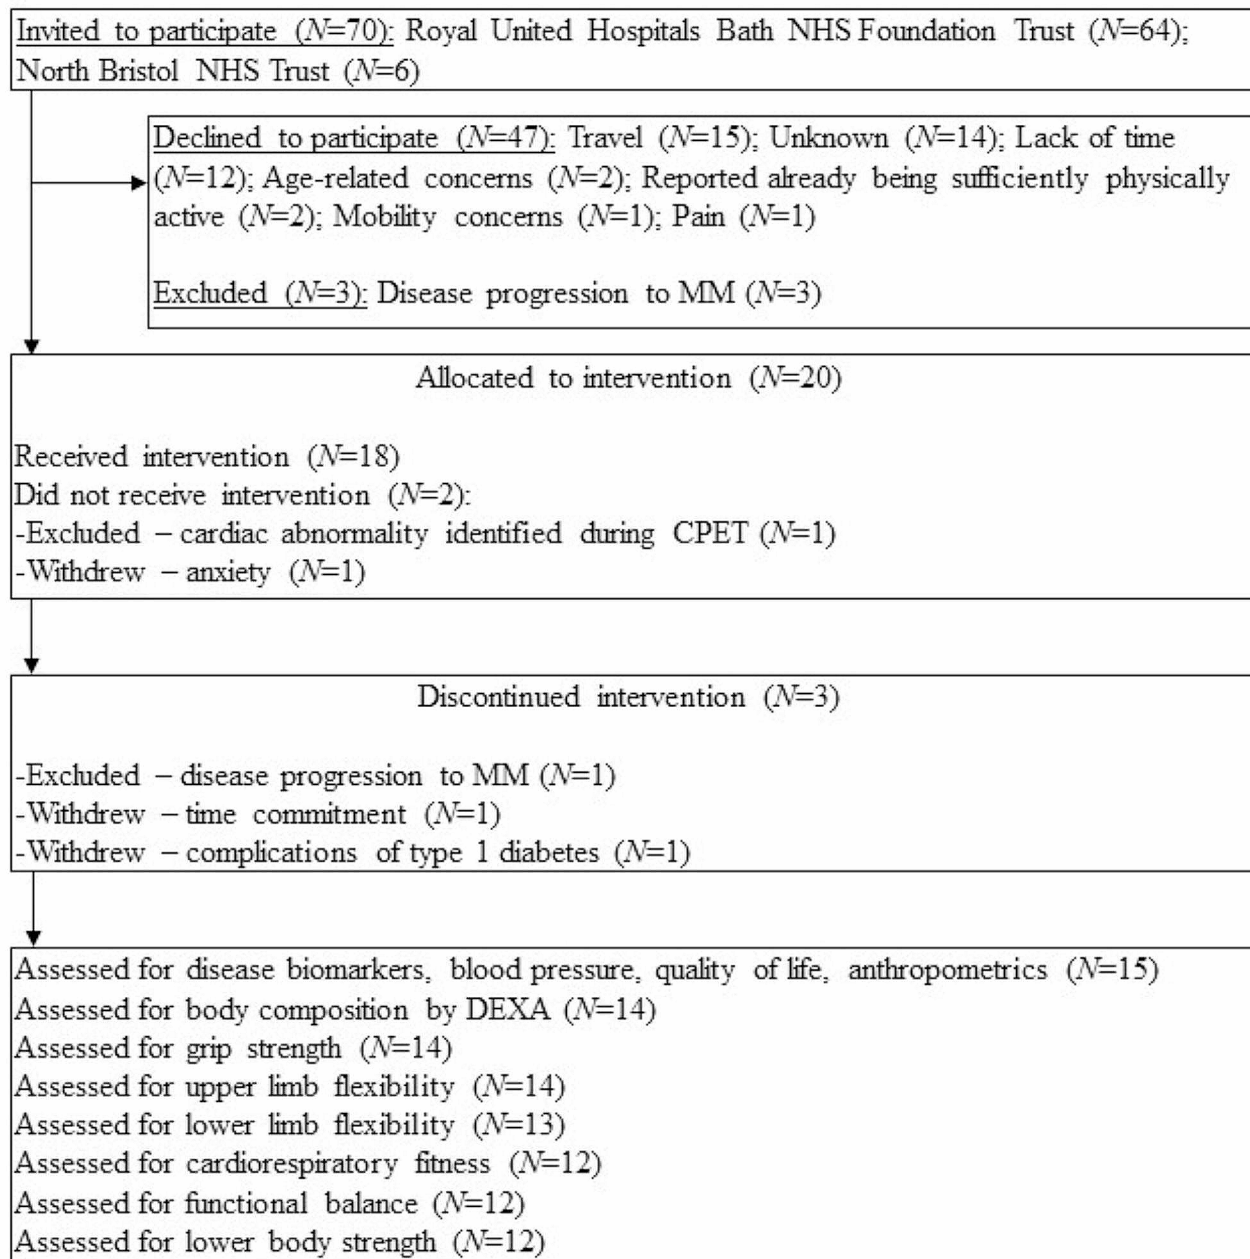 Invited to participate (N=70): Royal United Hospitals Bath NHS Foundation Trust (N=64);
North Bristol NHS Trust (N=6)
Declined to participate (N=47): Travel (N=15); Unknown (N=14); Lack of time
(N=12); Age-related concerns (N=2); Reported already being sufficiently physically
active (N=2); Mobility concerns (N=1); Pain (N=1)
Excluded (N=3): Disease progression to MM (N=3)
Allocated to intervention (N=20)
Received intervention (N=18)
Did not receive intervention (N=2):
-Excluded – cardiac abnormality identified during CPET (N=1)
-Withdrew – anxiety (N=1)
Discontinued intervention (N=3)
-Excluded – disease progression to MM (N=1)
-Withdrew – time commitment (N=1)
-Withdrew – complications of type 1 diabetes (N=1)
Assessed for disease biomarkers, blood pressure, quality of life, anthropometrics (N=15)
Assessed for body composition by DEXA (N=14)
Assessed for grip strength (N=14)
Assessed for upper limb flexibility (N=14)
Assessed for lower limb flexibility (N=13)
Assessed for cardiorespiratory fitness (N=12)
Assessed for functional balance (N=12)
Assessed for lower body strength (N=12)